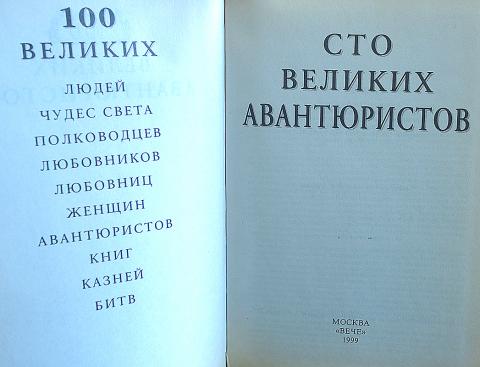 100
ВЕЛИКИХ
ЛЮДЕЙ
ЧУДЕС СВЕТА
ПОЛКОВОДЦЕВ
ЛЮБОВНИКОВ
ЛЮБОВНИЦ
ЖЕНЩИН
АВАНТЮРИСТОВ
КНИГ
КАЗНЕЙ
БИТВ
СТО
ВЕЛИКИХ
АВАНТЮРИСТОВ
МОСКВА
«ВЕЧЕ»
1999